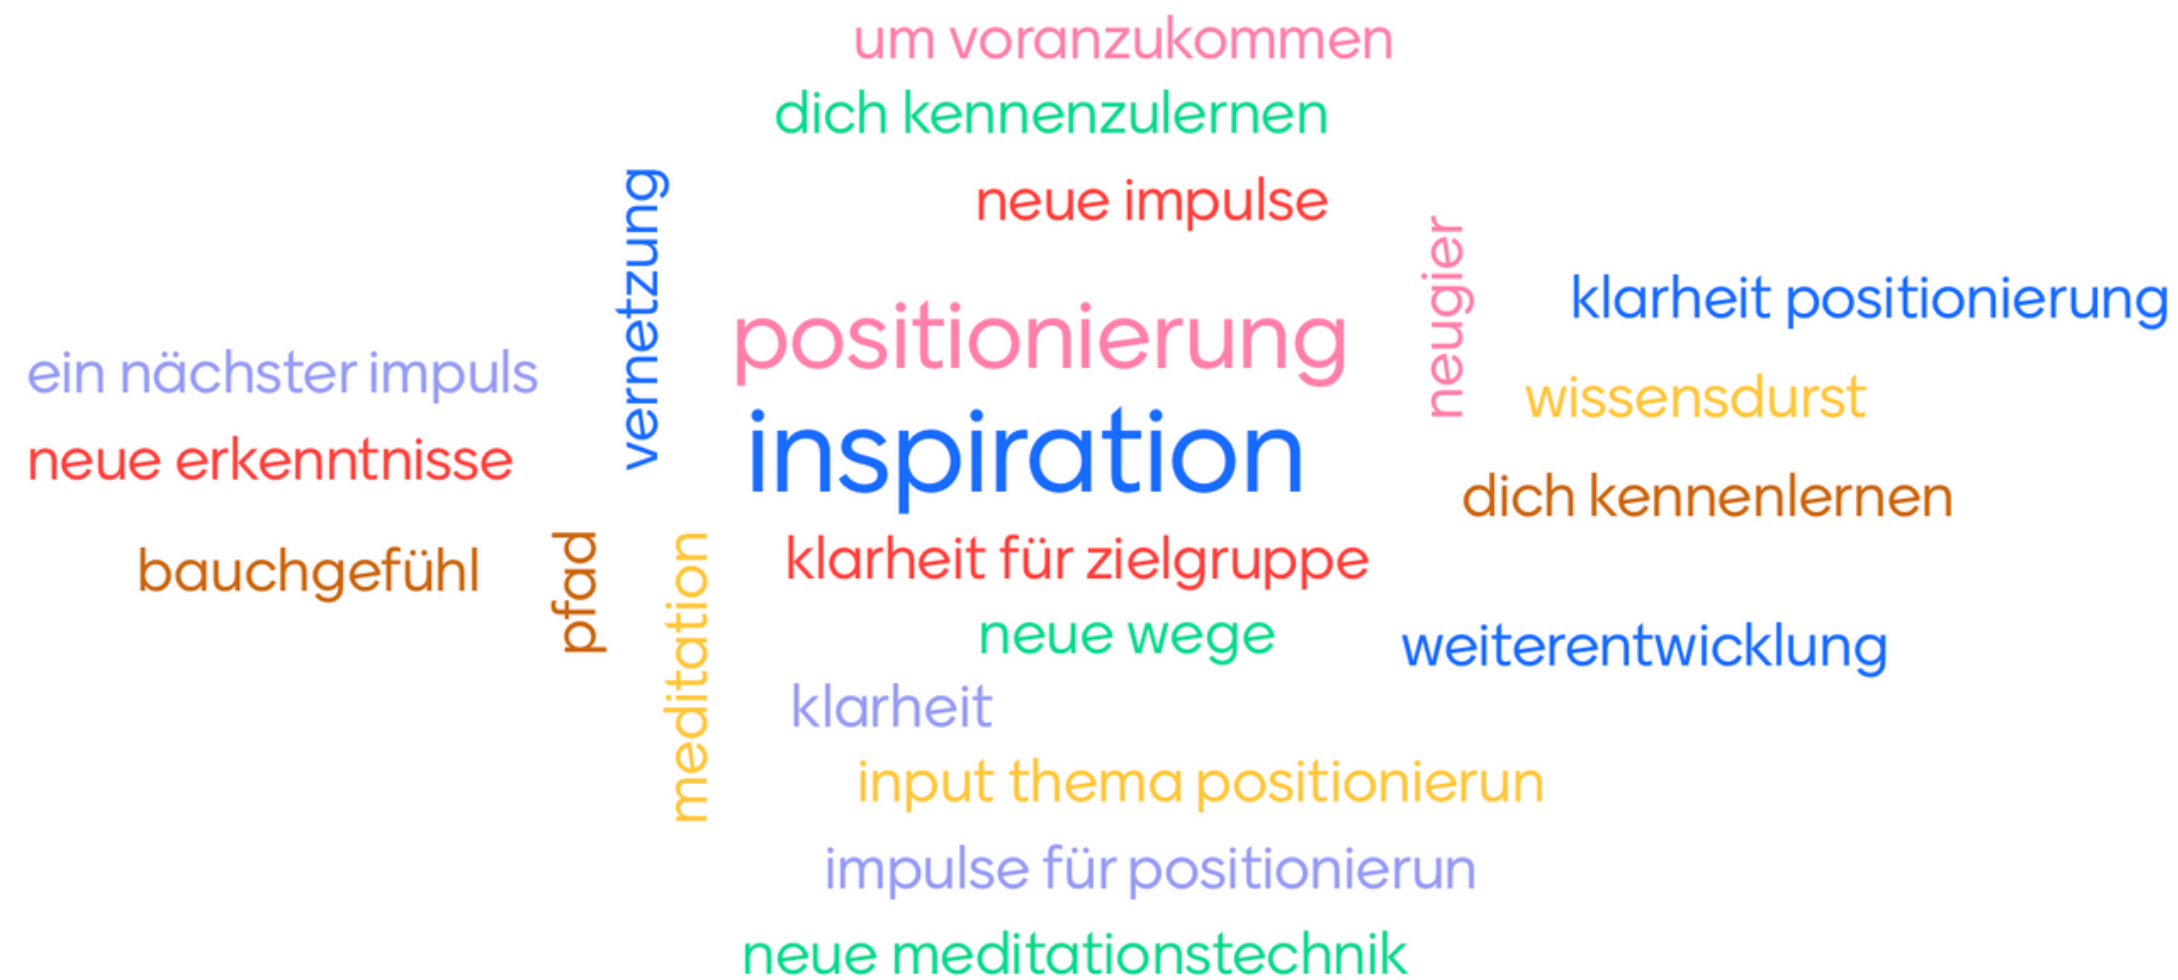 um voranzukommen
dich kennenzulernen
neue impulse
vernetzung
neugier
klarheit positionierung
positionierung
ein nächster impuls
wissensdurst
inspiration
neue erkenntnisse
dich kennenlernen
bauchgefühl
pfad
meditation
klarheit für zielgruppe
neue wege
weiterentwicklung
klarheit
input thema positionierun
impulse für positionierun
neue meditationstechnik